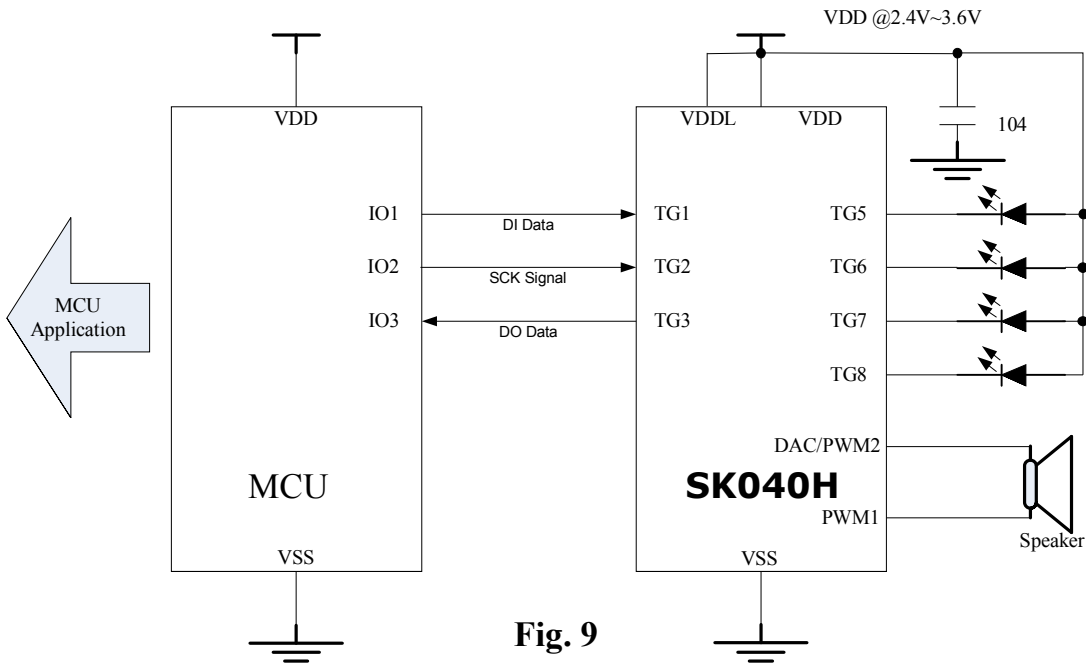 VDD @2.4V~3.6V
VDD
VDDL
VDD
104
IO1
DI Data
TG1
TG5
IO2
SCK Signal
TG2
TG6
MCU
Application
IO3
DO Data
TG3
TG7
TG8
DAC/PWM2
MCU
SK040H
PWM1
Speaker
VSS
VSS
Fig. 9